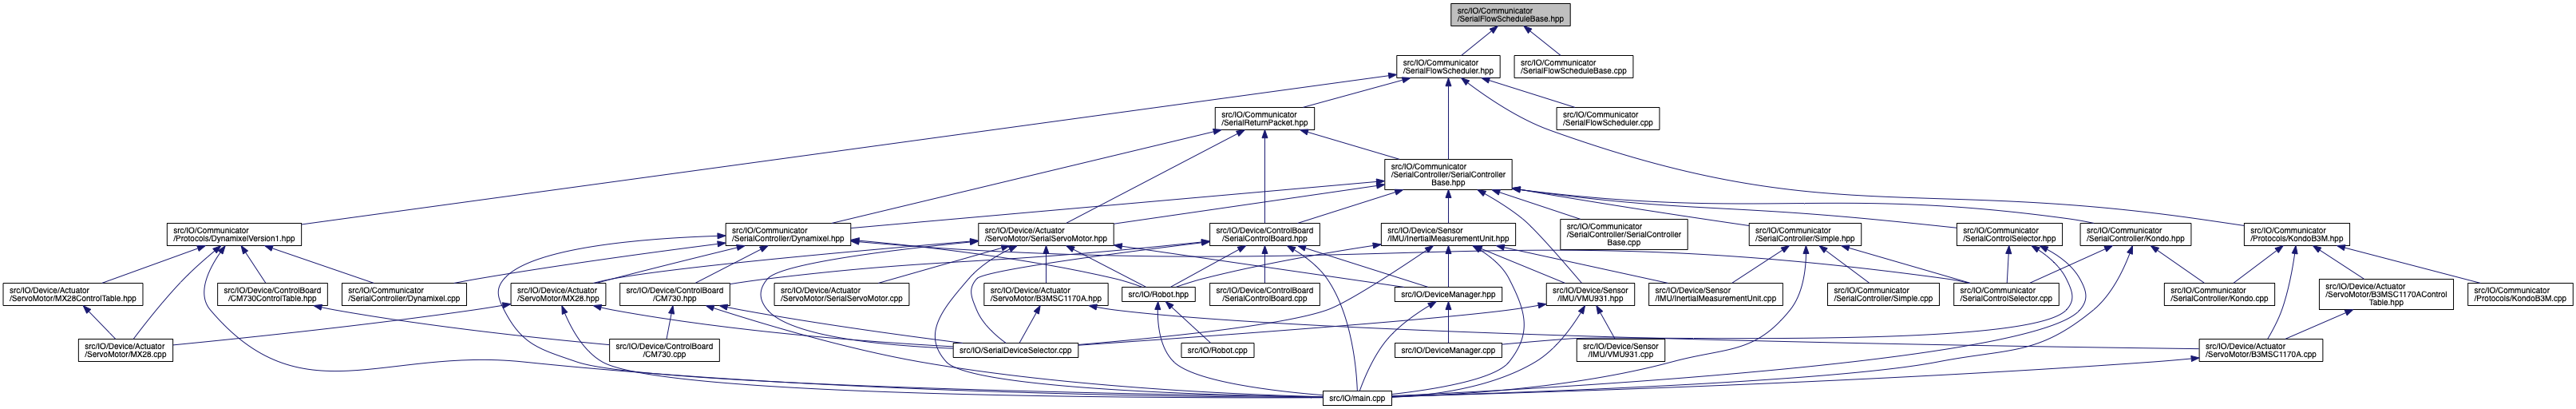 src/IO/Communicator
/SerialFlowScheduleBase.hpp
src/IO/Communicator
/SerialFlowScheduler.hpp
src/IO/Communicator
/SerialFlowScheduleBase.cpp
src/IO/Communicator
/SerialReturnPacket.hpp
src/IO/Communicator
/SerialFlowScheduler.cpp
src/IO/Communicator
/SerialController/SerialController
Base.hpp
src/IO/Communicator
/Protocols/DynamixelVersion1.hpp
src/IO/Communicator
/SerialController/Dynamixel.hpp
src/IO/Device/Actuator
/ServoMotor/SerialServoMotor.hpp
src/IO/Device/ControlBoard
/SerialControlBoard.hpp
src/IO/Device/Sensor
/IMU/InertialMeasurementUnit.hpp
src/IO/Communicator
/SerialController/SerialController
Base.cpp
src/IO/Communicator
/SerialController/Simple.hpp
src/IO/Communicator
/SerialControlSelector.hpp
src/IO/Communicator
/SerialController/Kondo.hpp
src/IO/Communicator
/Protocols/KondoB3M.hpp
src/IO/Device/Actuator
/ServoMotor/MX28ControlTable.hpp
src/IO/Device/ControlBoard
/CM730ControlTable.hpp
src/IO/Communicator
/SerialController/Dynamixel.cpp
src/IO/Device/Actuator
/ServoMotor/MX28.hpp
src/IO/Device/ControlBoard
/CM730.hpp
src/IO/Device/Actuator
/ServoMotor/SerialServoMotor.cpp
src/IO/Device/Actuator
/ServoMotor/B3MSC1170A.hpp
src/IO/Robot.hpp
src/IO/Device/ControlBoard
/SerialControlBoard.cpp
src/IO/DeviceManager.hpp
src/IO/Device/Sensor
/IMU/VMU931.hpp
src/IO/Device/Sensor
/IMU/InertialMeasurementUnit.cpp
src/IO/Communicator
/SerialController/Simple.cpp
src/IO/Communicator
/SerialControlSelector.cpp
src/IO/Communicator
/SerialController/Kondo.cpp
src/IO/Device/Actuator
/ServoMotor/B3MSC1170AControl
Table.hpp
src/IO/Communicator
/Protocols/KondoB3M.cpp
src/IO/Device/Actuator
/ServoMotor/MX28.cpp
src/IO/Device/ControlBoard
/CM730.cpp
src/IO/SerialDeviceSelector.cpp
src/IO/Robot.cpp
src/IO/DeviceManager.cpp
src/IO/Device/Sensor
/IMU/VMU931.cpp
src/IO/Device/Actuator
/ServoMotor/B3MSC1170A.cpp
src/IO/main.cpp